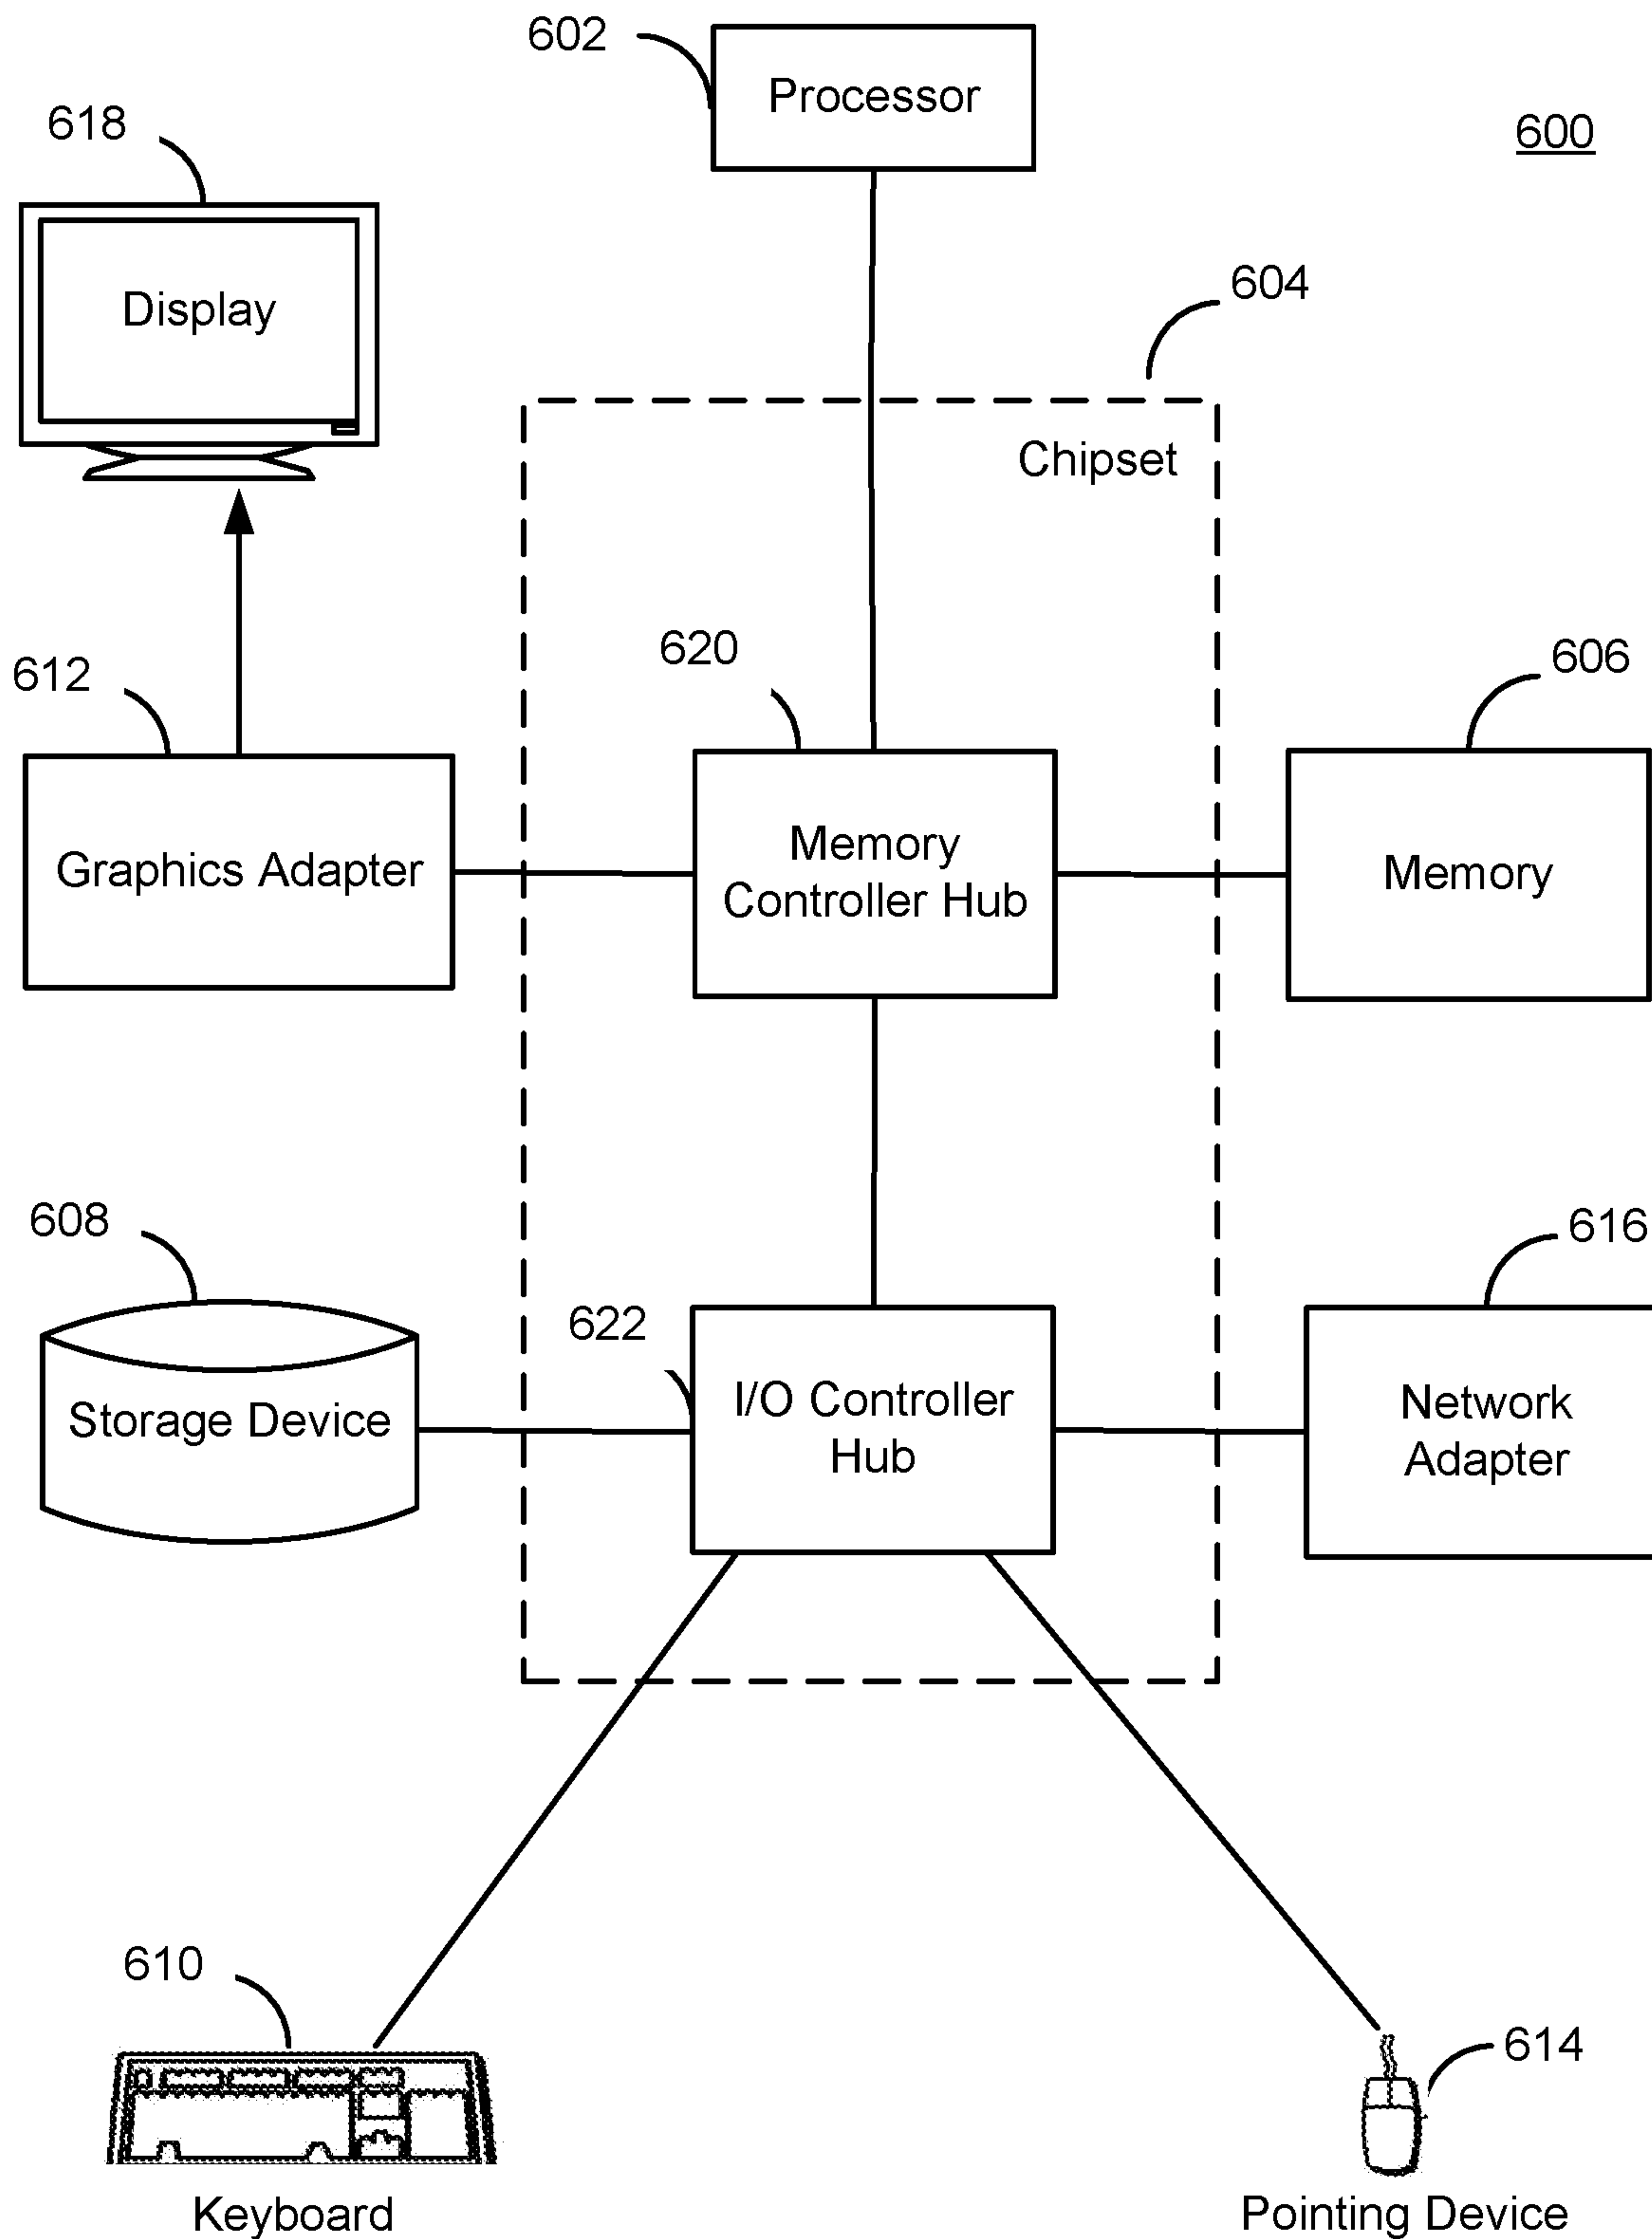 602
Processor
600
618
Display
604
Chipset
620
606
612
Memory
Controller Hub
Graphics Adapter
Memory
608
616
622
I/O Controller
Hub
Storage Device
Network
Adapter
610
614
Keyboard
Pointing Device